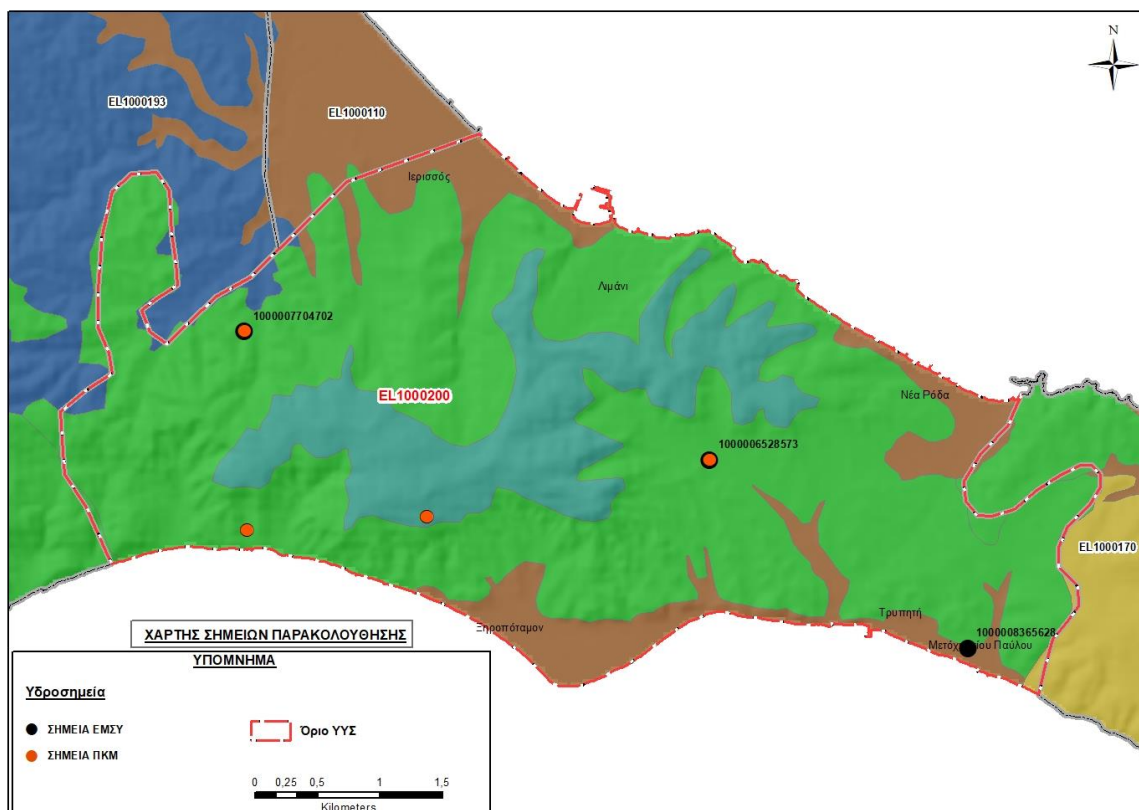 N
EL1000193
EL1000110
Ιερισσός
Λιμάνι
1000007704702
EL1000200
Νέα Ρόδα
1000006528573
EL1000170
Τρυπητή
Ξηροπόταμον
1000008365628
ΧΑΡΤΗΣ ΣΗΜΕΙΩΝ ΠΑΡΑΚΟΛΟΥΘΗΣΗΣ
ΥΠΟΜΝΗΜΑ
Υδροσημεία
ΣΗΜΕΙΑ ΕΜΣΥ
Όριο ΥΥΣ
ΣΗΜΕΙΑ ΠΚΜ
0 0,25 0,5 1 1,5
Kilometers